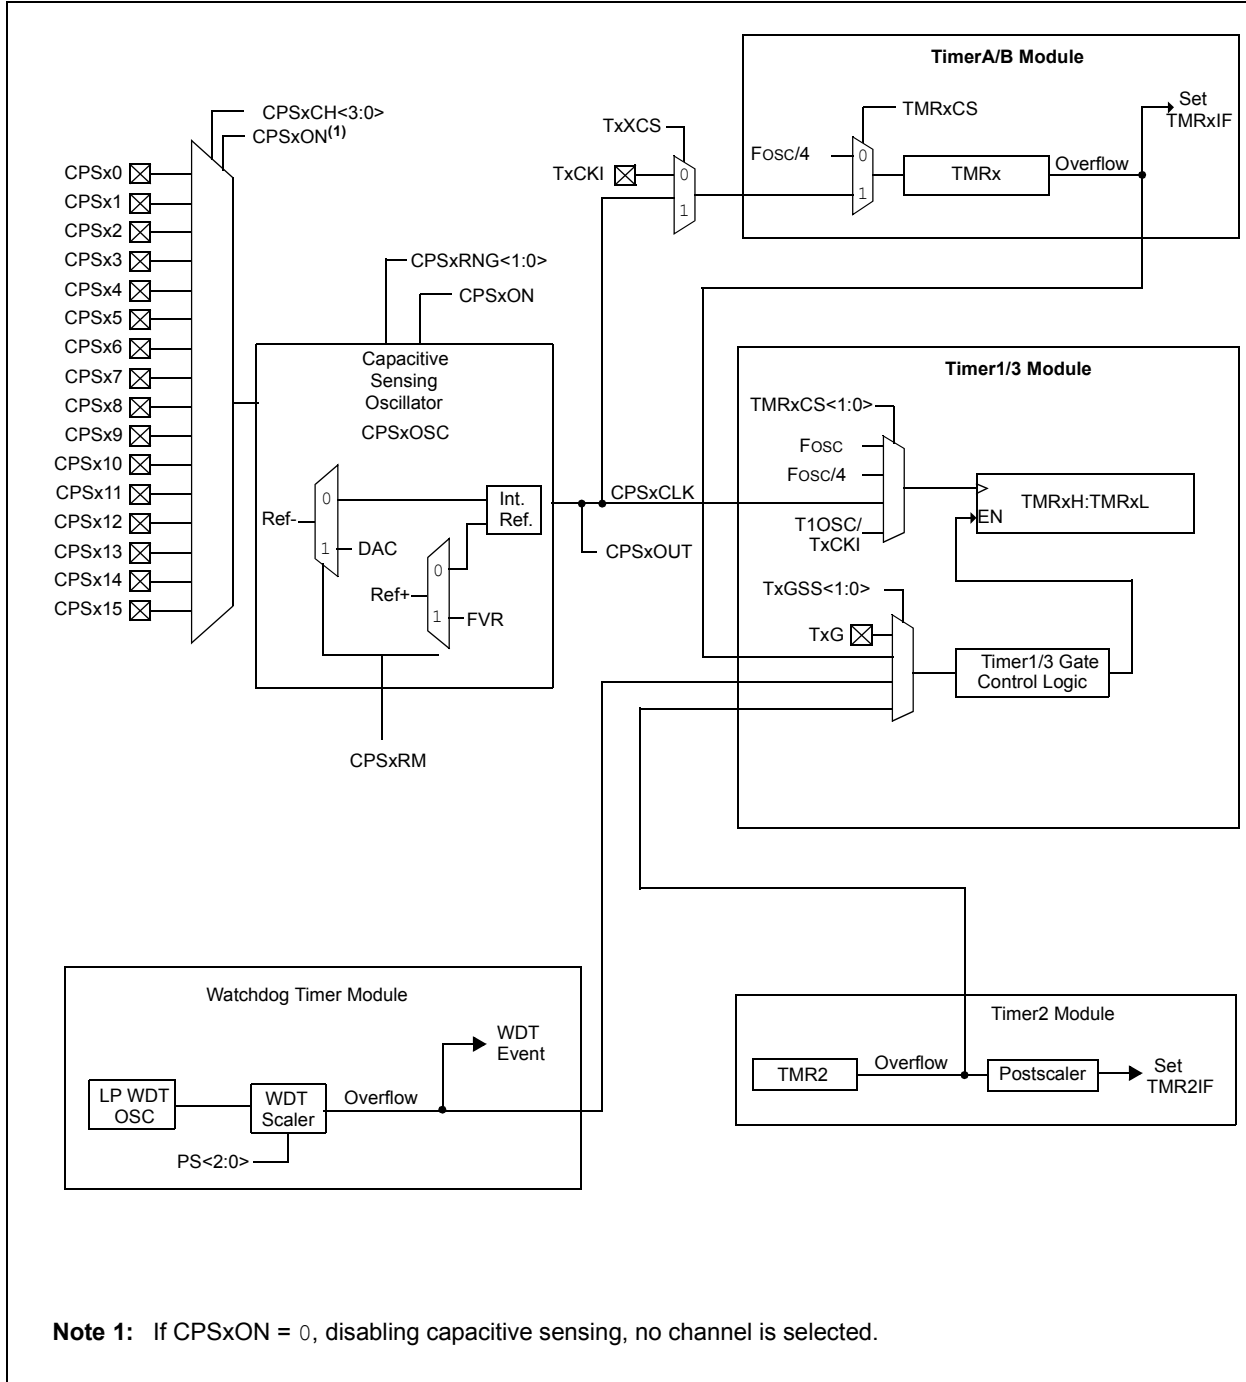 TimerA/B Module
CPSxCH<3:0>
CPSxON(1)
TxXCS
TMRxCS
Set
TMRxIF
FOSC/4
0
1
TMRx
Overflow
TxCKI
0
1
CPSx0
CPSx1
CPSx2
CPSx3
CPSx4
CPSx5
CPSx6
CPSx7
CPSx8
CPSx9
CPSx10
CPSx11
CPSx12
CPSx13
CPSx14
CPSx15
CPSxRNG<1:0>
CPSxON
Capacitive
Sensing
Oscillator
CPSxOSC
0
Ref-
1
DAC
Int.
Ref.
0
Ref+
1
FVR
CPSxRM
CPSxCLK
CPSxOUT
Timer1/3 Module
TMRxCS<1:0>
FOSC
FOSC/4
T1OSC/
TxCKI
TMRxH:TMRxL
EN
TxGSS<1:0>
TxG
Timer1/3 Gate
Control Logic
Watchdog Timer Module
WDT
Event
LP WDT
OSC
WDT
Scaler
Overflow
PS<2:0>
Timer2 Module
TMR2
Overflow
Postscaler
Set
TMR2IF
Note 1: If CPSxON = 0, disabling capacitive sensing, no channel is selected.